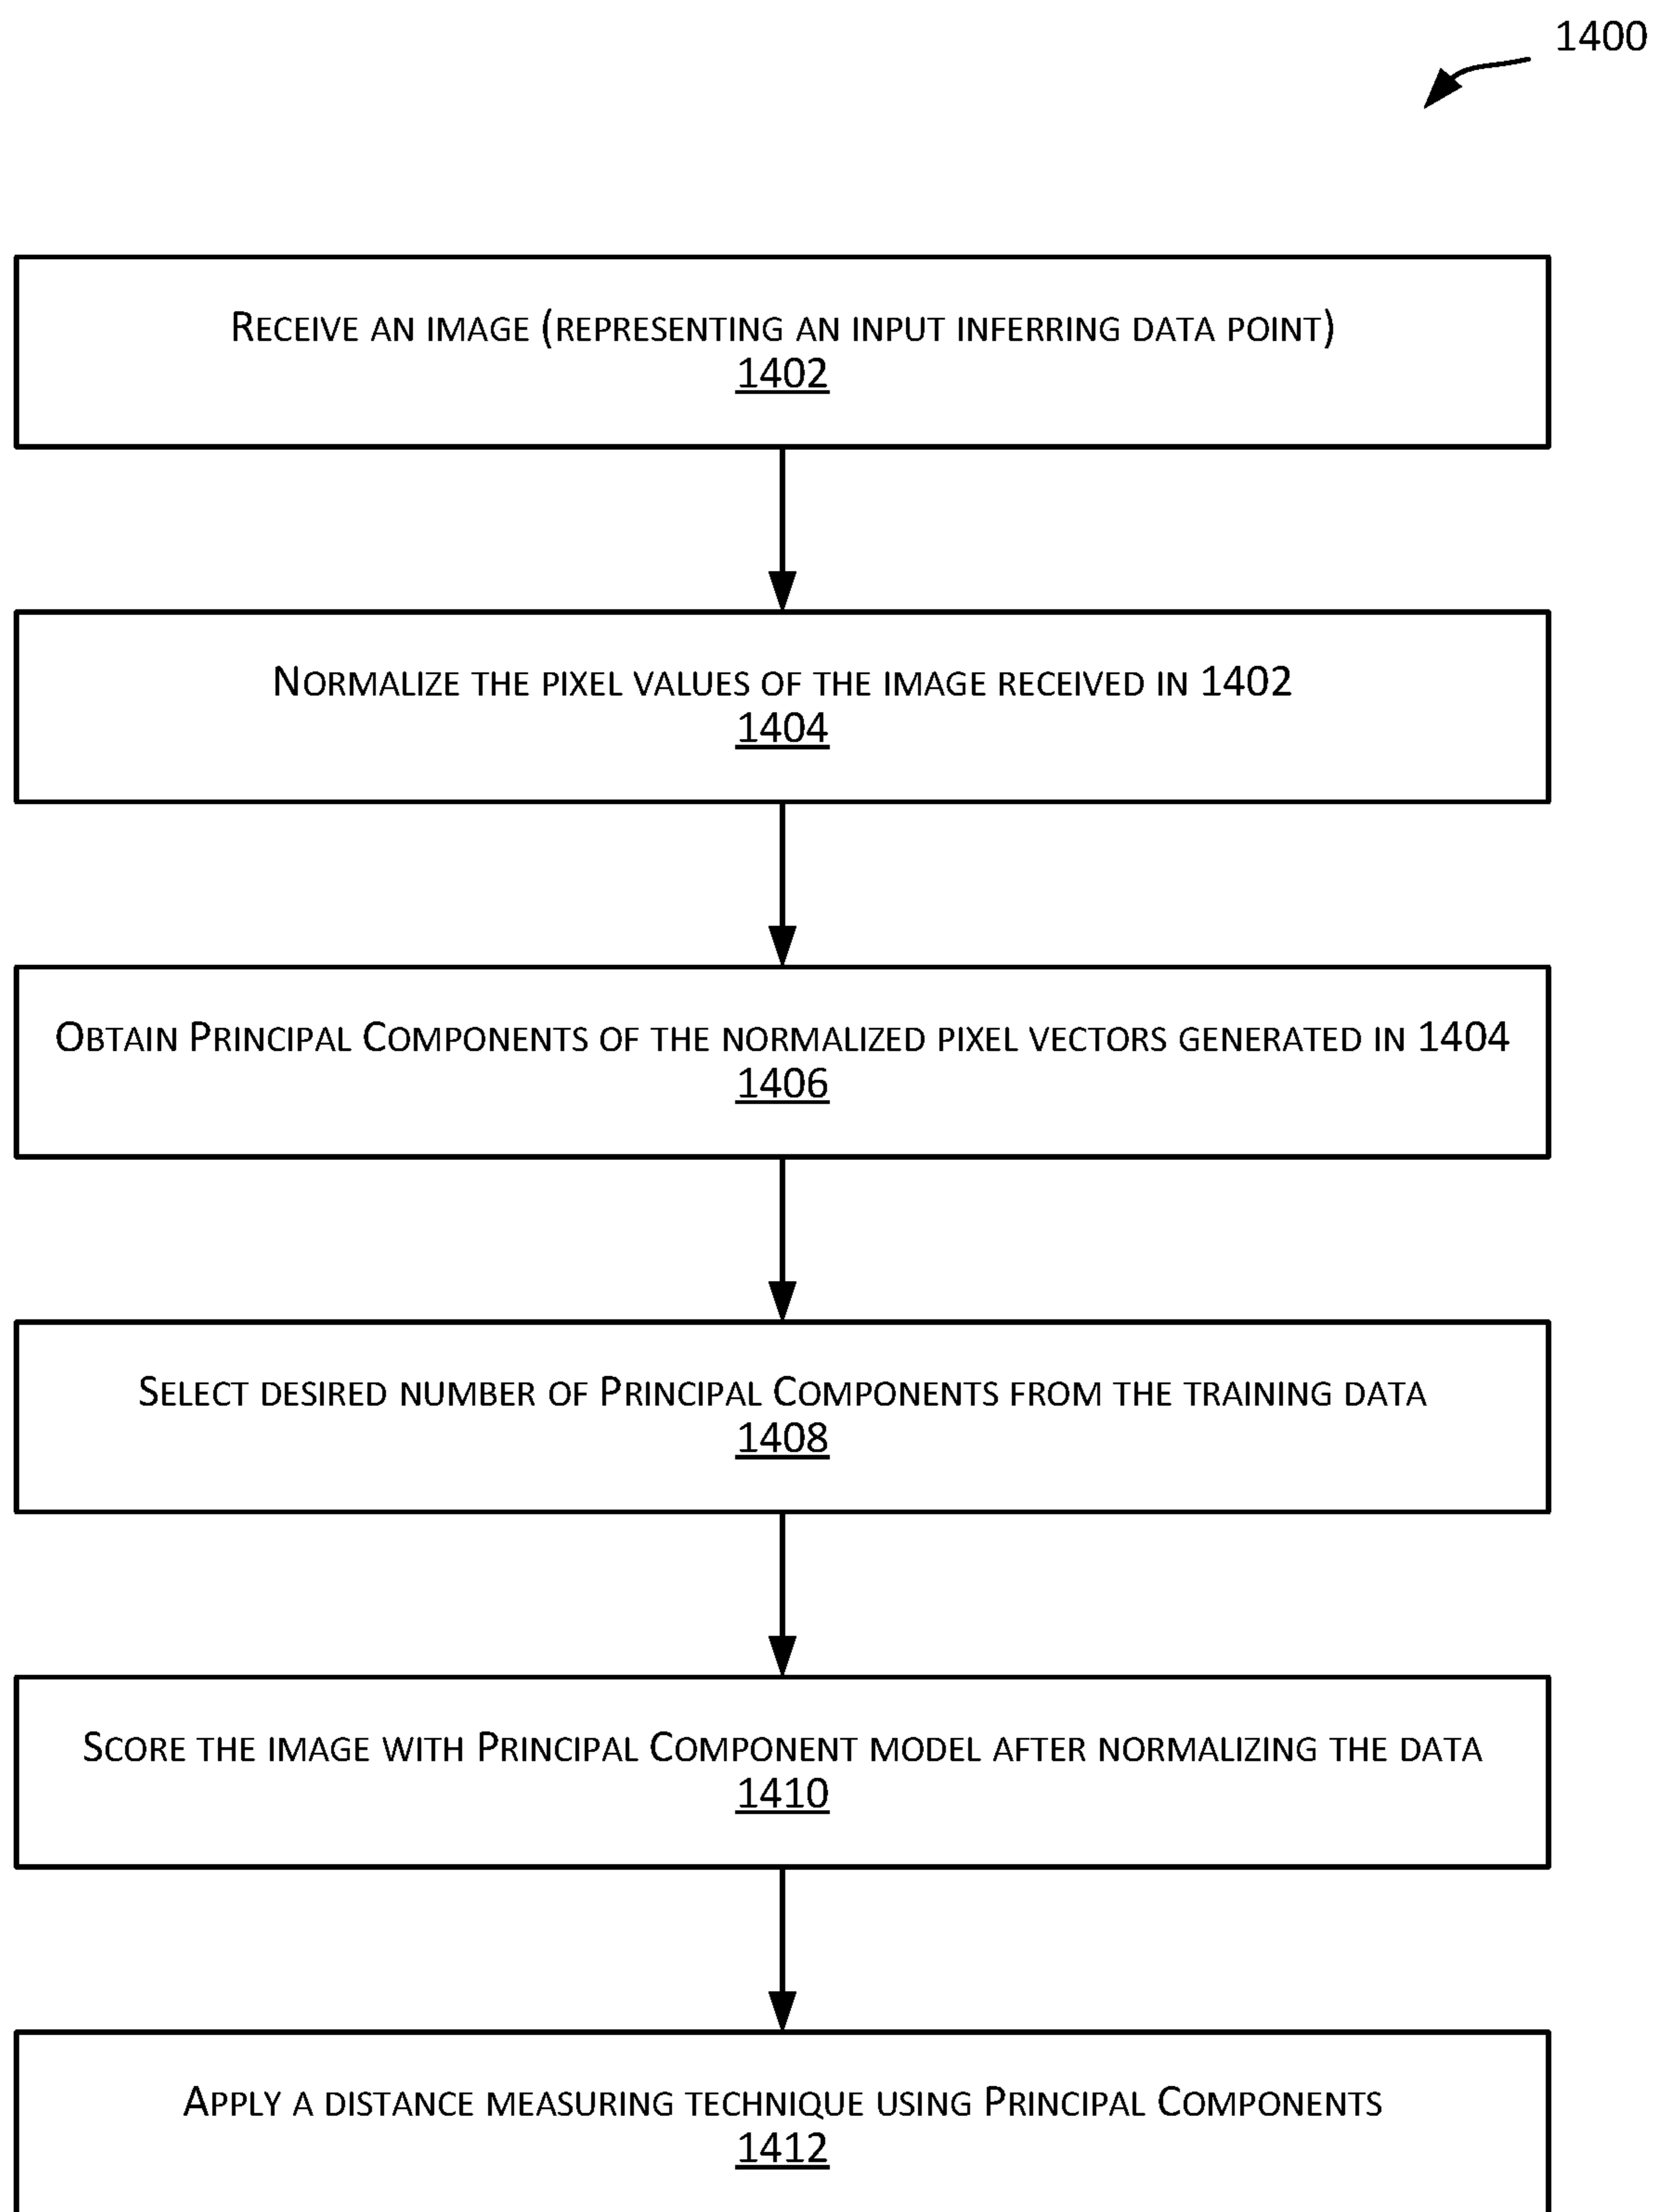 1400
Receive an image (representing an input inferring data point)
1402
Normalize the pixel values of the image received in 1402
1404
Obtain Principal Components of the normalized pixel vectors generated in 1404
1406
Select desired number of Principal Components from the training data
1408
Score the image with Principal Component model after normalizing the data
1410
Apply a distance measuring technique using Principal Components
1412